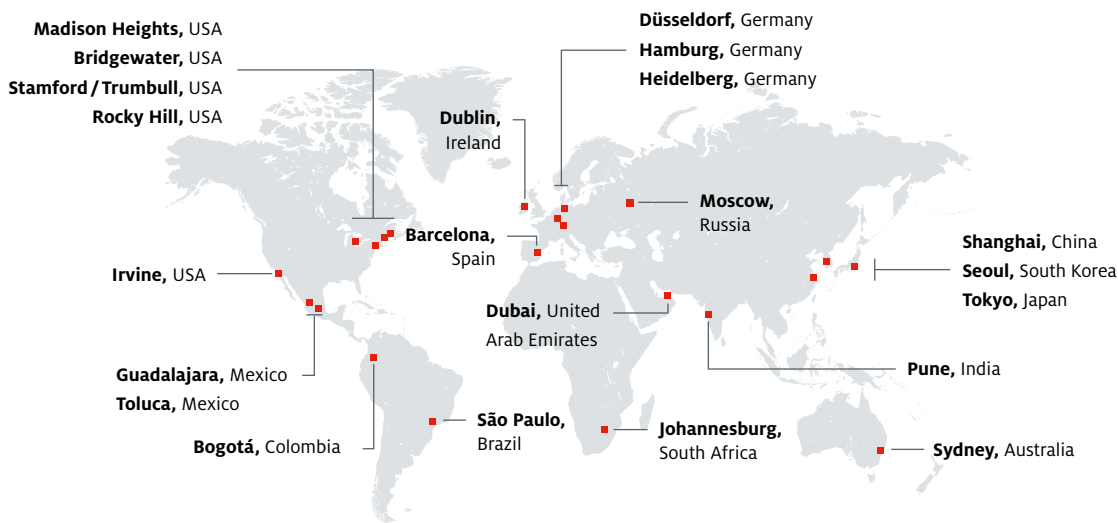 Madison Heights, USA
Bridgewater, USA
Stamford / Trumbull, USA
Rocky Hill, USA
Düsseldorf, Germany
Hamburg, Germany
Heidelberg, Germany
Dublin,
Ireland
Moscow,
Russia
Barcelona,
Spain
Shanghai, China
Seoul, South Korea
Tokyo, Japan
Irvine, USA
Dubai, United
Arab Emirates
Pune, India
Guadalajara, Mexico
Toluca, Mexico
Bogotá, Colombia
São Paulo,
Brazil
Johannesburg,
South Africa
Sydney, Australia